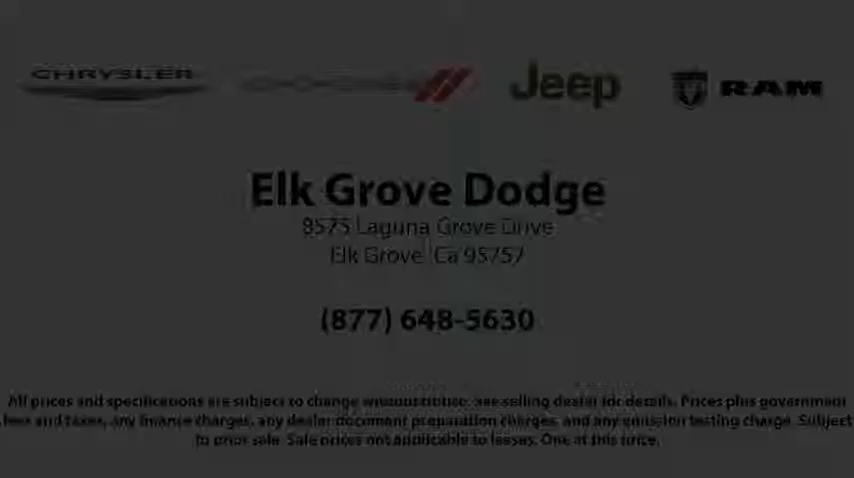 CHRYSLER DODGE Jeep RAM
Elk Grove Dodge
8575 Laguna Grove Drive
Elk Grove Ca 95757
(877) 648-5630
All prices and specifications are subject to change without notice. see selling dealer for details. Prices plus government
fees and taxes, any finance charges, any dealer document preparation charges, and any emission testing charge. Subject
to prior sale. Sale prices not applicable to leases. One at this price.